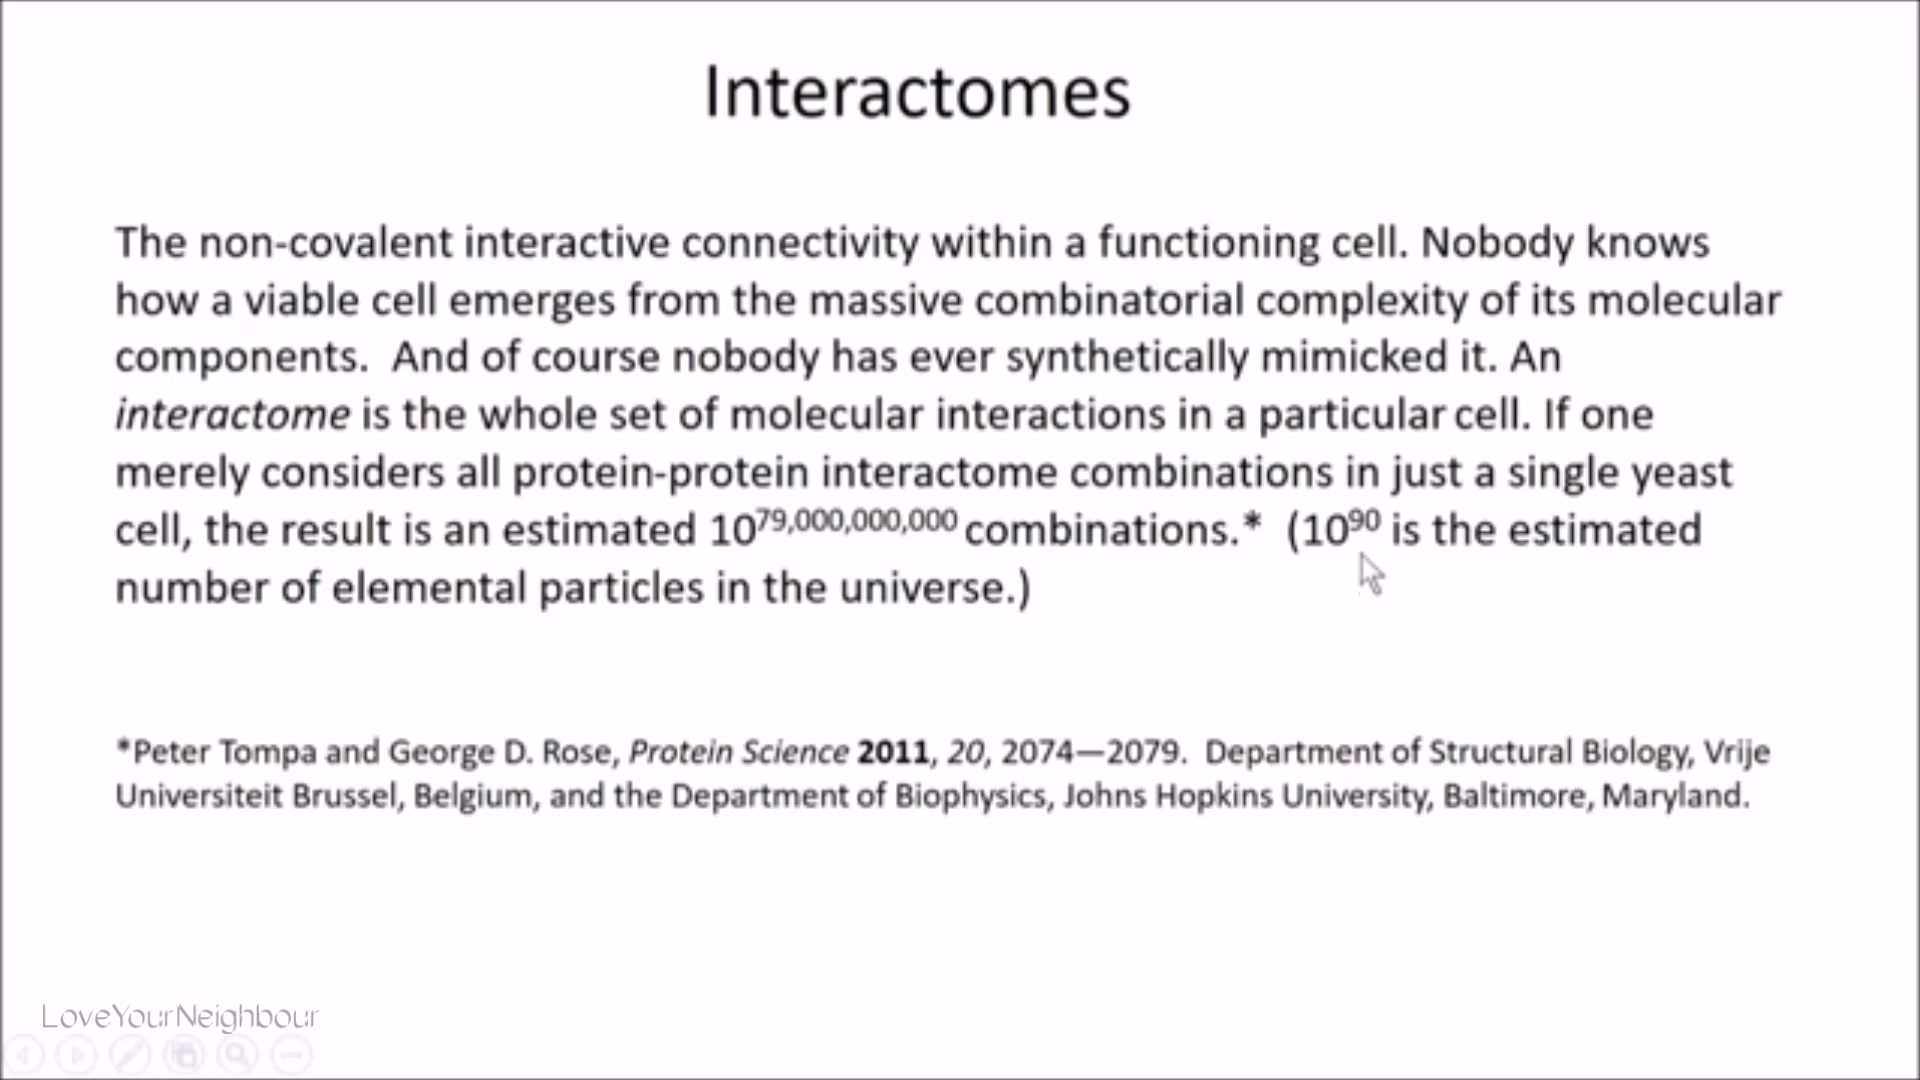 Interactomes
The non-covalent interactive connectivity within a functioning cell. Nobody knows
how a viable cell emerges from the massive combinatorial complexity of its molecular
components.  And of course nobody has ever synthetically mimicked it. An
interactome is the whole set of molecular interactions in a particular cell. If one
merely considers all protein-protein interactome combinations in just a single yeast
cell, the result is an estimated 10⁷⁹,⁰⁰⁰,⁰⁰⁰,⁰⁰⁰ combinations.*  (10⁹⁰ is the estimated
number of elemental particles in the universe.)
*Peter Tompa and George D. Rose, Protein Science 2011, 20, 2074—2079.  Department of Structural Biology, Vrije
Universiteit Brussel, Belgium, and the Department of Biophysics, Johns Hopkins University, Baltimore, Maryland.
LoveYourNeighbour